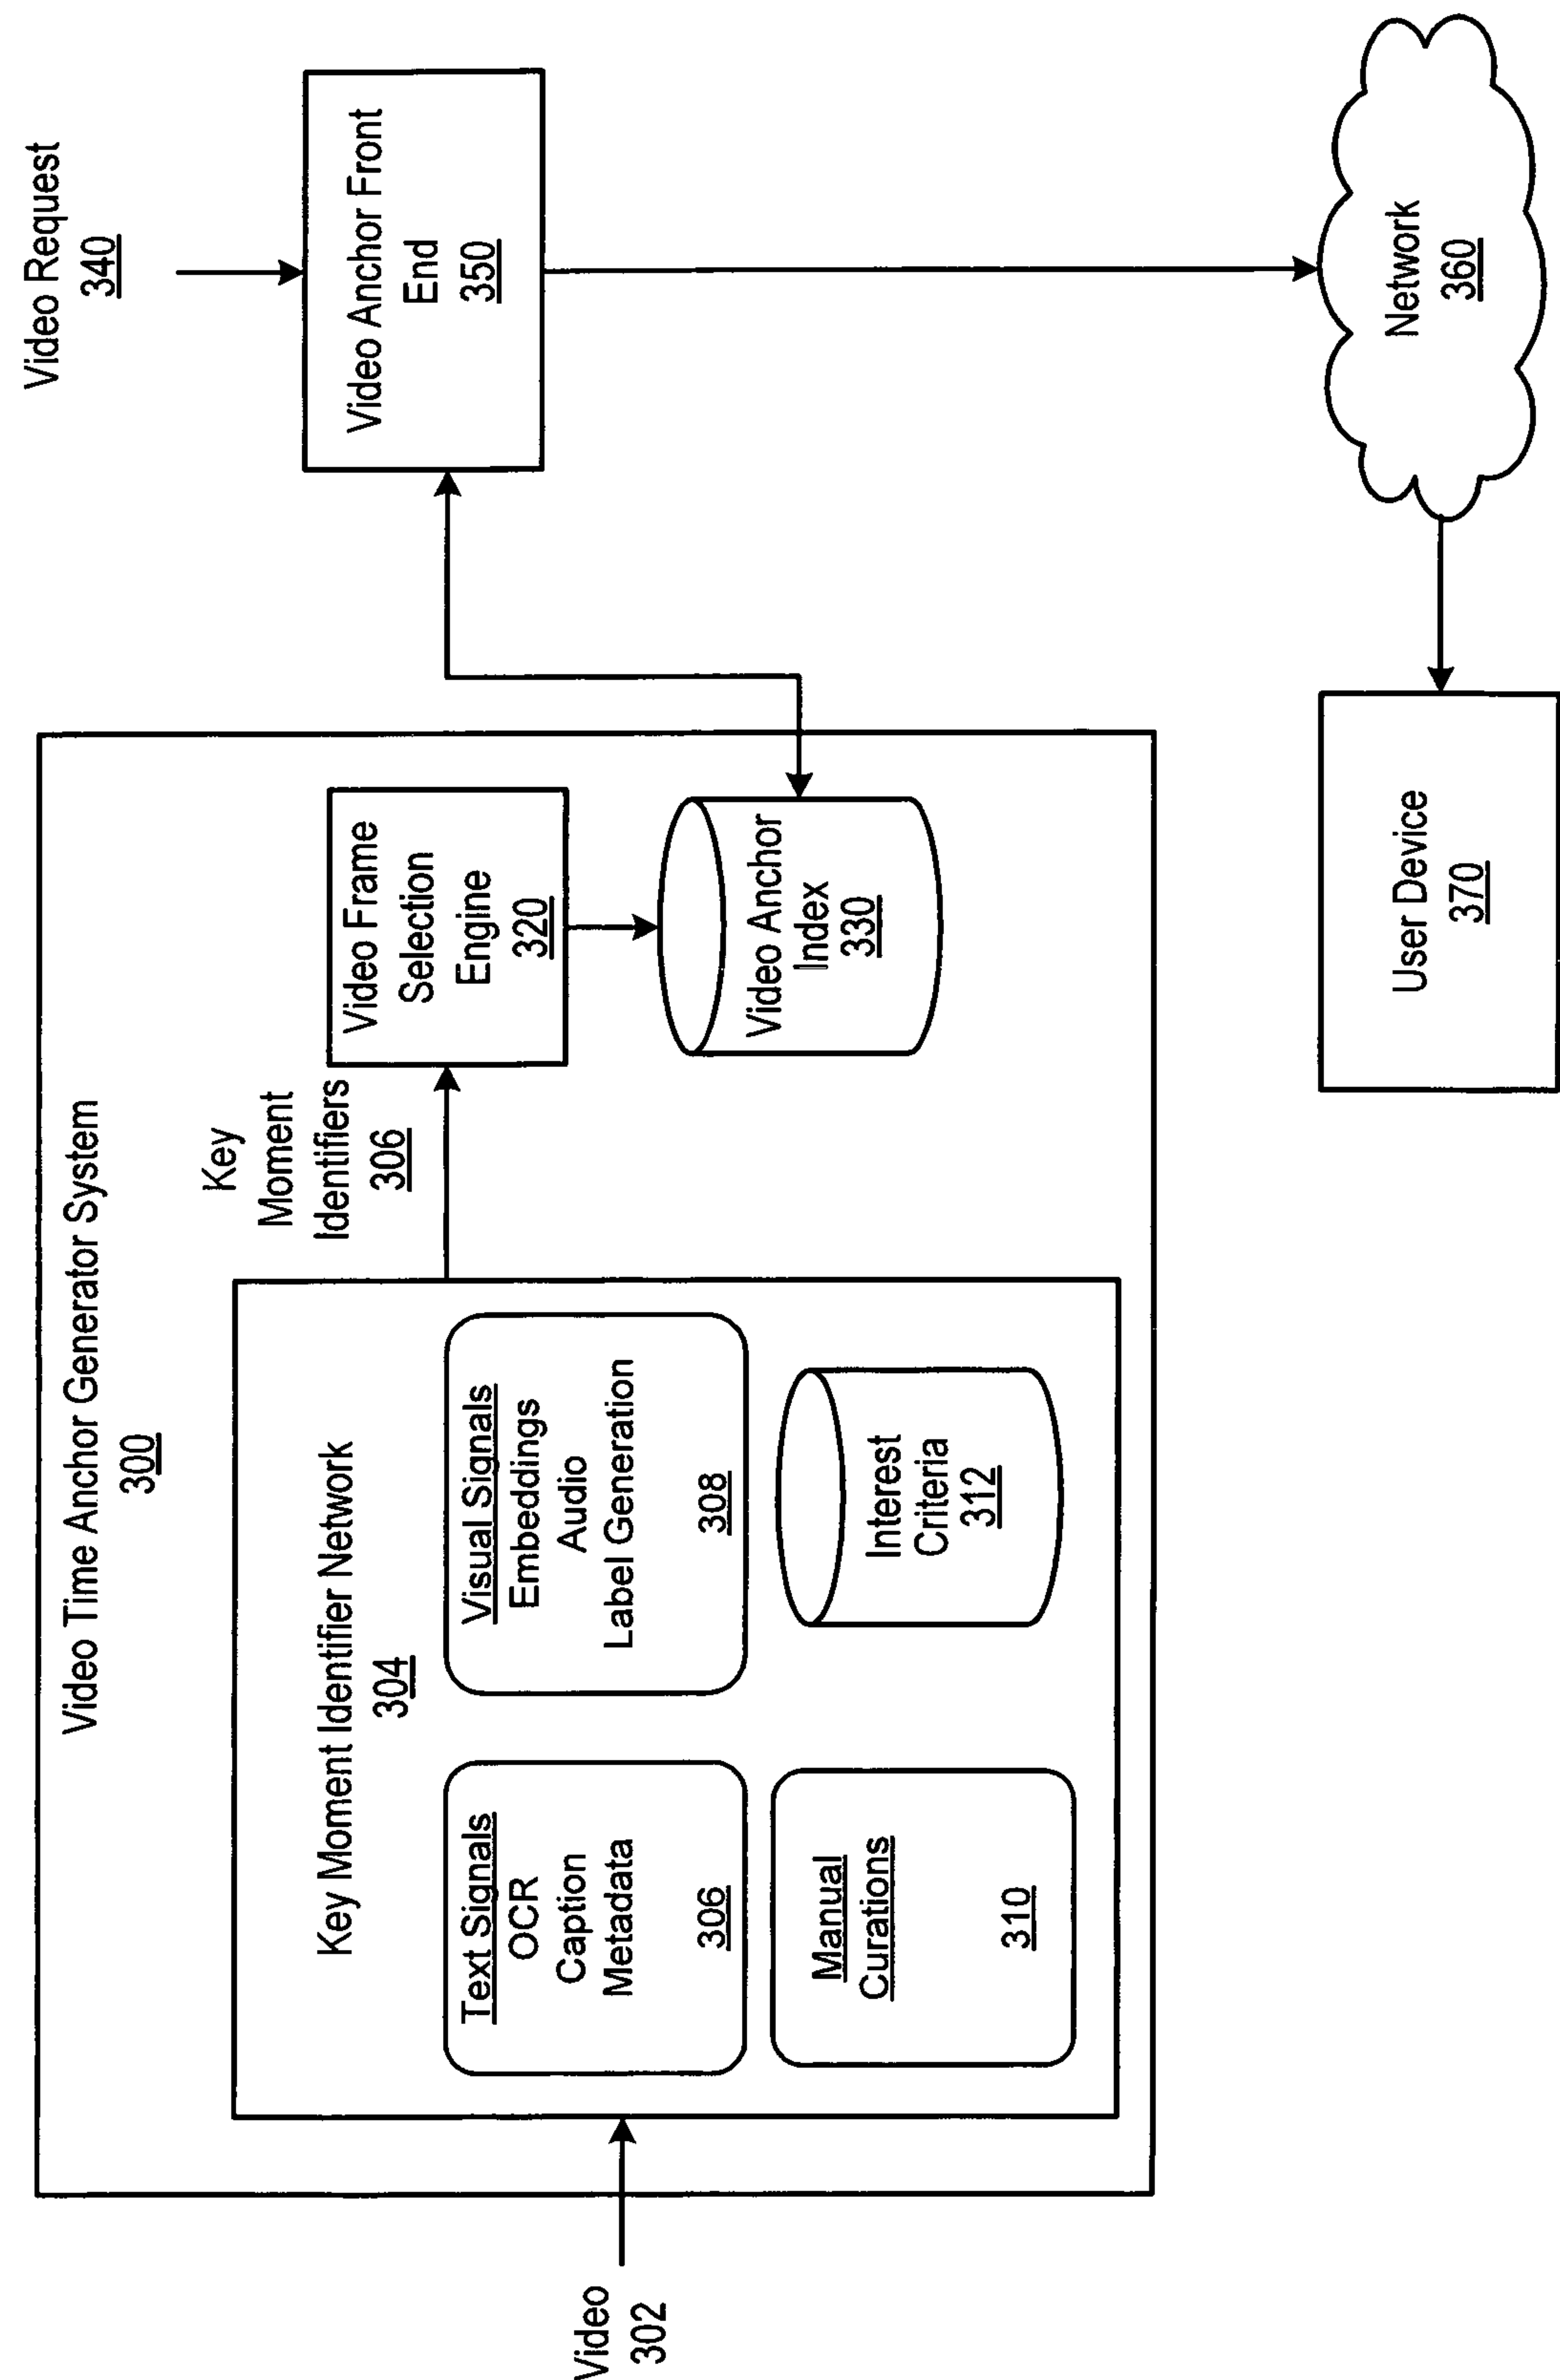 Video Time Anchor Generator System
300
Key Moment Identifier Network
304
Text Signals
OCR
Caption
Metadata
306
Visual Signals
Embeddings
Audio
Label Generation
308
Manual
Curations
310
Interest
Criteria
312
Video
302
Key
Moment
Identifiers
306
Video Frame
Selection
Engine
320
Video Anchor
Index
330
Video Request
340
Video Anchor Front
End
350
Network
360
User Device
370